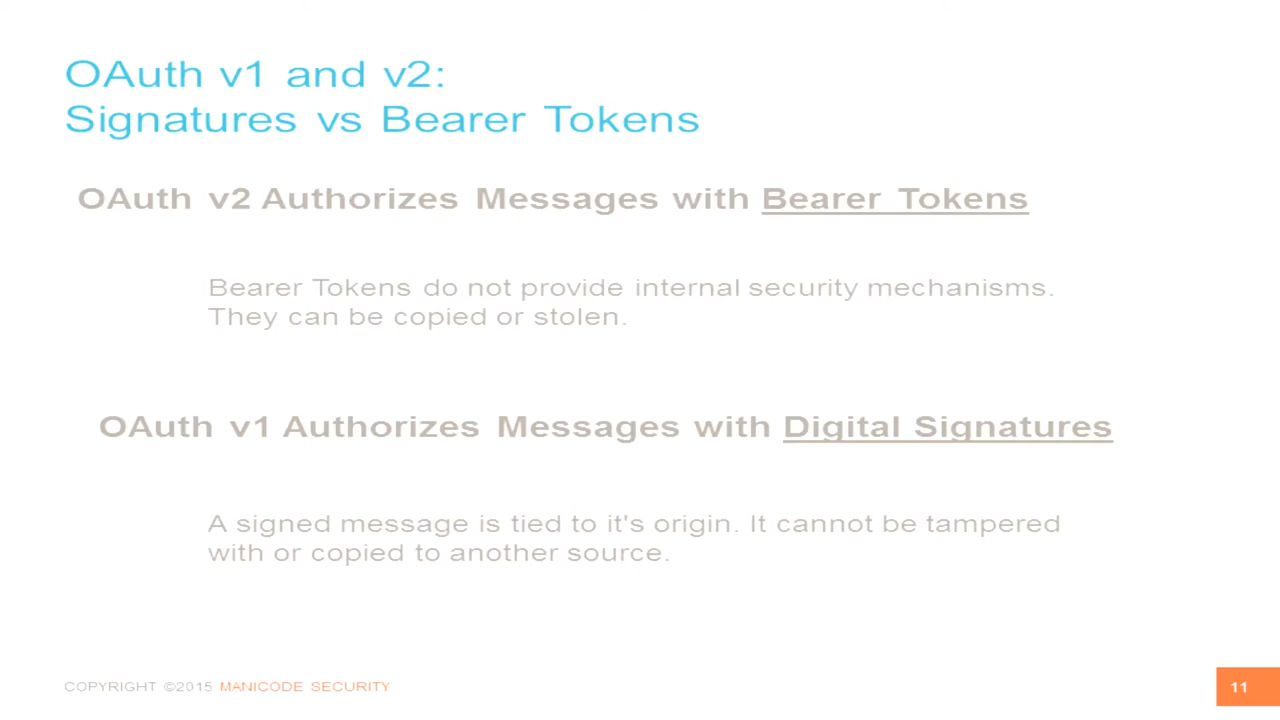 OAuth v1 and v2:
Signatures vs Bearer Tokens
OAuth v2 Authorizes Messages with Bearer Tokens
Bearer Tokens do not provide internal security mechanisms.
They can be copied or stolen.
OAuth v1 Authorizes Messages with Digital Signatures
A signed message is tied to it's origin. It cannot be tampered
with or copied to another source.
COPYRIGHT ©2015 MANICODE SECURITY
11